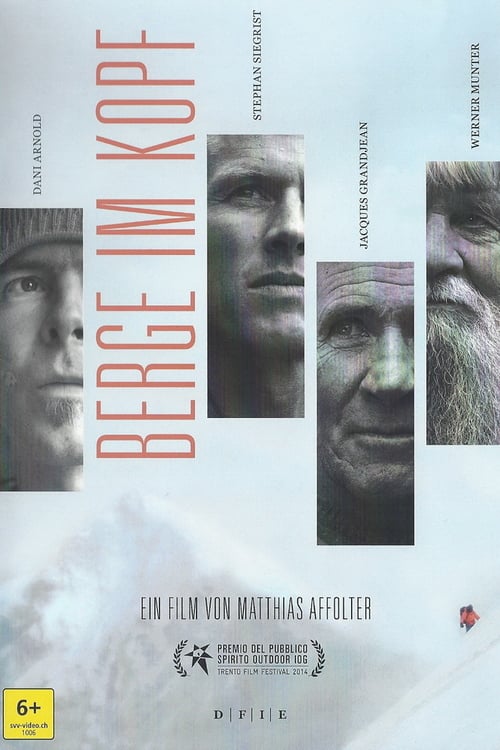 DANI ARNOLD
BERGE IM KOPF
STEPHAN SIEGRIST
JACQUES GRANDJEAN
WERNER MUNTER
EIN FILM VON MATTHIAS AFFOLTER
PREMIO DEL PUBBLICO
SPIRITO OUTDOOR IOG
TRENTO FILM FESTIVAL 2014
D|F|I|E
6+
svv-video.ch
1006